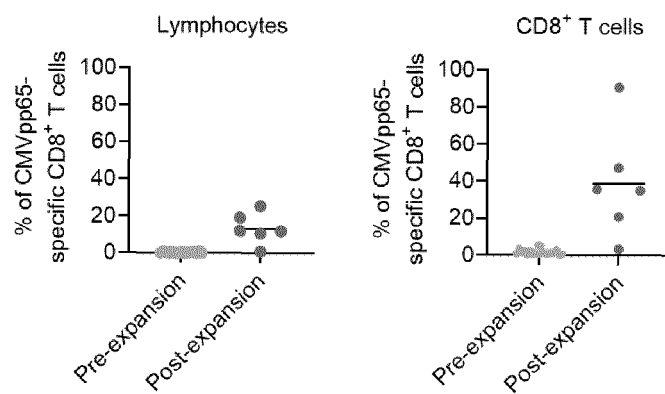 Lymphocytes
% of CMVpp65-
specific CD8+ T cells
100
80
60
40
20
0
Pre-expansion
Post-expansion
CD8+ T cells
% of CMVpp65-
specific CD8+ T cells
100
80
60
40
20
0
Pre-expansion
Post-expansion